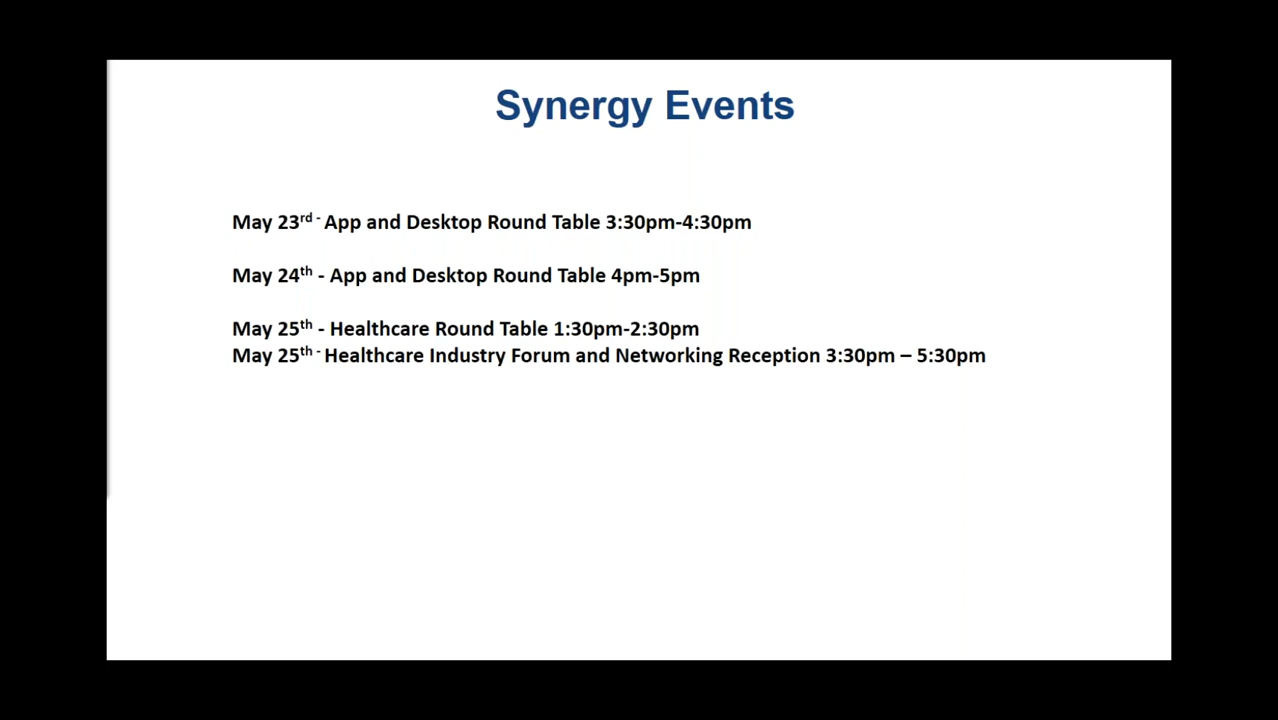 Synergy Events
May 23rd - App and Desktop Round Table 3:30pm-4:30pm
May 24th - App and Desktop Round Table 4pm-5pm
May 25th - Healthcare Round Table 1:30pm-2:30pm
May 25th - Healthcare Industry Forum and Networking Reception 3:30pm – 5:30pm